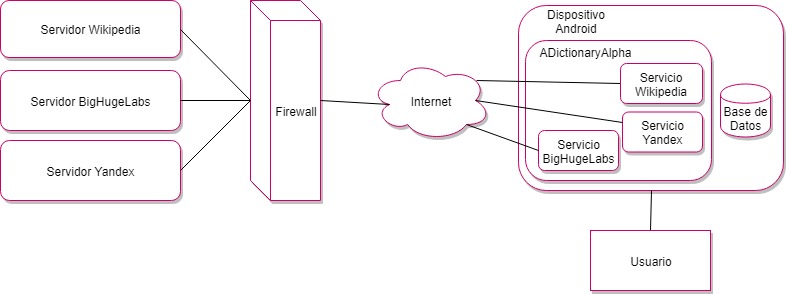 Servidor Wikipedia
Servidor BigHugeLabs
Servidor Yandex
Firewall
Internet
Dispositivo
Android
ADictionaryAlpha
Servicio
Wikipedia
Servicio
Yandex
Servicio
BigHugeLabs
Base de
Datos
Usuario